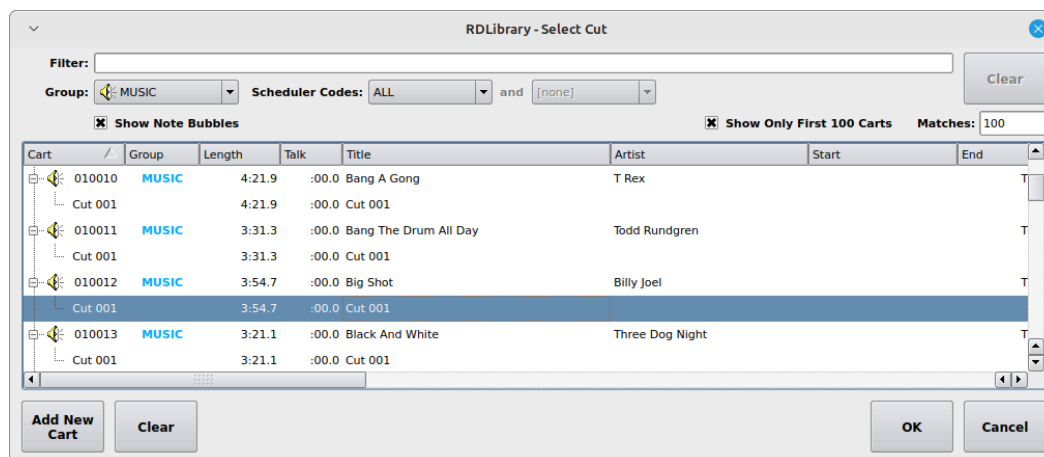 RDLibrary - Select Cut
Filter:
Clear
Group: MUSIC Scheduler Codes: ALL and [none]
Show Note Bubbles Show Only First 100 Carts Matches: 100
Cart Group Length Talk Title Artist Start End
010010 MUSIC 4:21.9 :00.0 Bang A Gong T Rex T
Cut 001 4:21.9 :00.0 Cut 001
010011 MUSIC 3:31.3 :00.0 Bang The Drum All Day Todd Rundgren T
Cut 001 3:31.3 :00.0 Cut 001
010012 MUSIC 3:54.7 :00.0 Big Shot Billy Joel T
Cut 001 3:54.7 :00.0 Cut 001
010013 MUSIC 3:21.1 :00.0 Black And White Three Dog Night T
Cut 001 3:21.1 :00.0 Cut 001
Add New
Cart
Clear
OK
Cancel